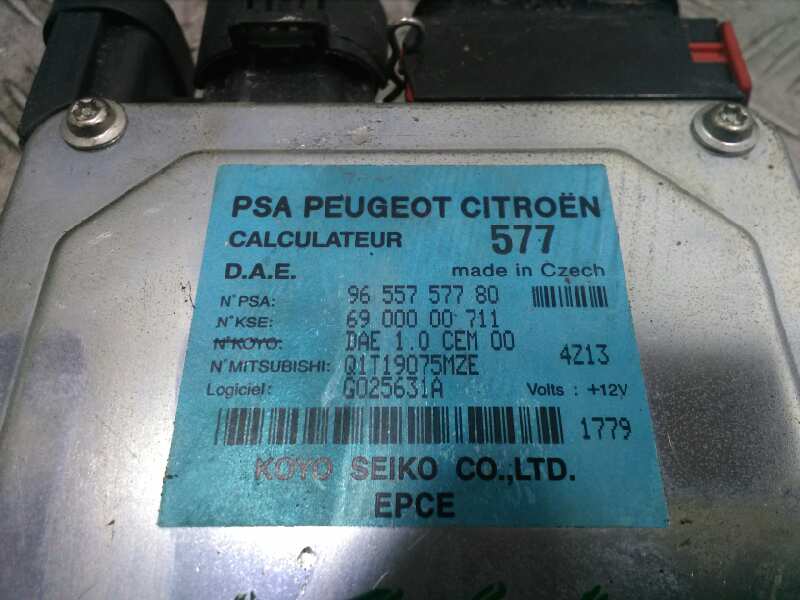 PSA PEUGEOT CITROËN
CALCULATEUR 577
D.A.E. made in Czech
N°PSA: 96 557 577 80
N°KSE: 69 000 00 711
N°KOYO: DAE 1.0 CEM 00
N°MITSUBISHI: Q1T19075MZE 4Z13
Logiciel: G025631A Volts : +12V
1779
KOYO SEIKO CO.,LTD.
EPCE